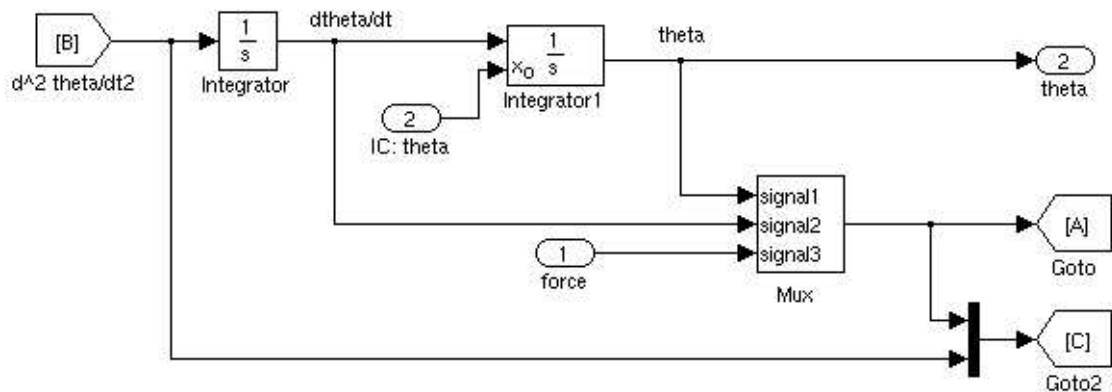 [B]
d^2 theta/dt2
1
s
Integrator
dtheta/dt
xo
1
s
Integrator1
2
IC: theta
theta
2
theta
signal1
signal2
signal3
Mux
1
force
[A]
Goto
[C]
Goto2